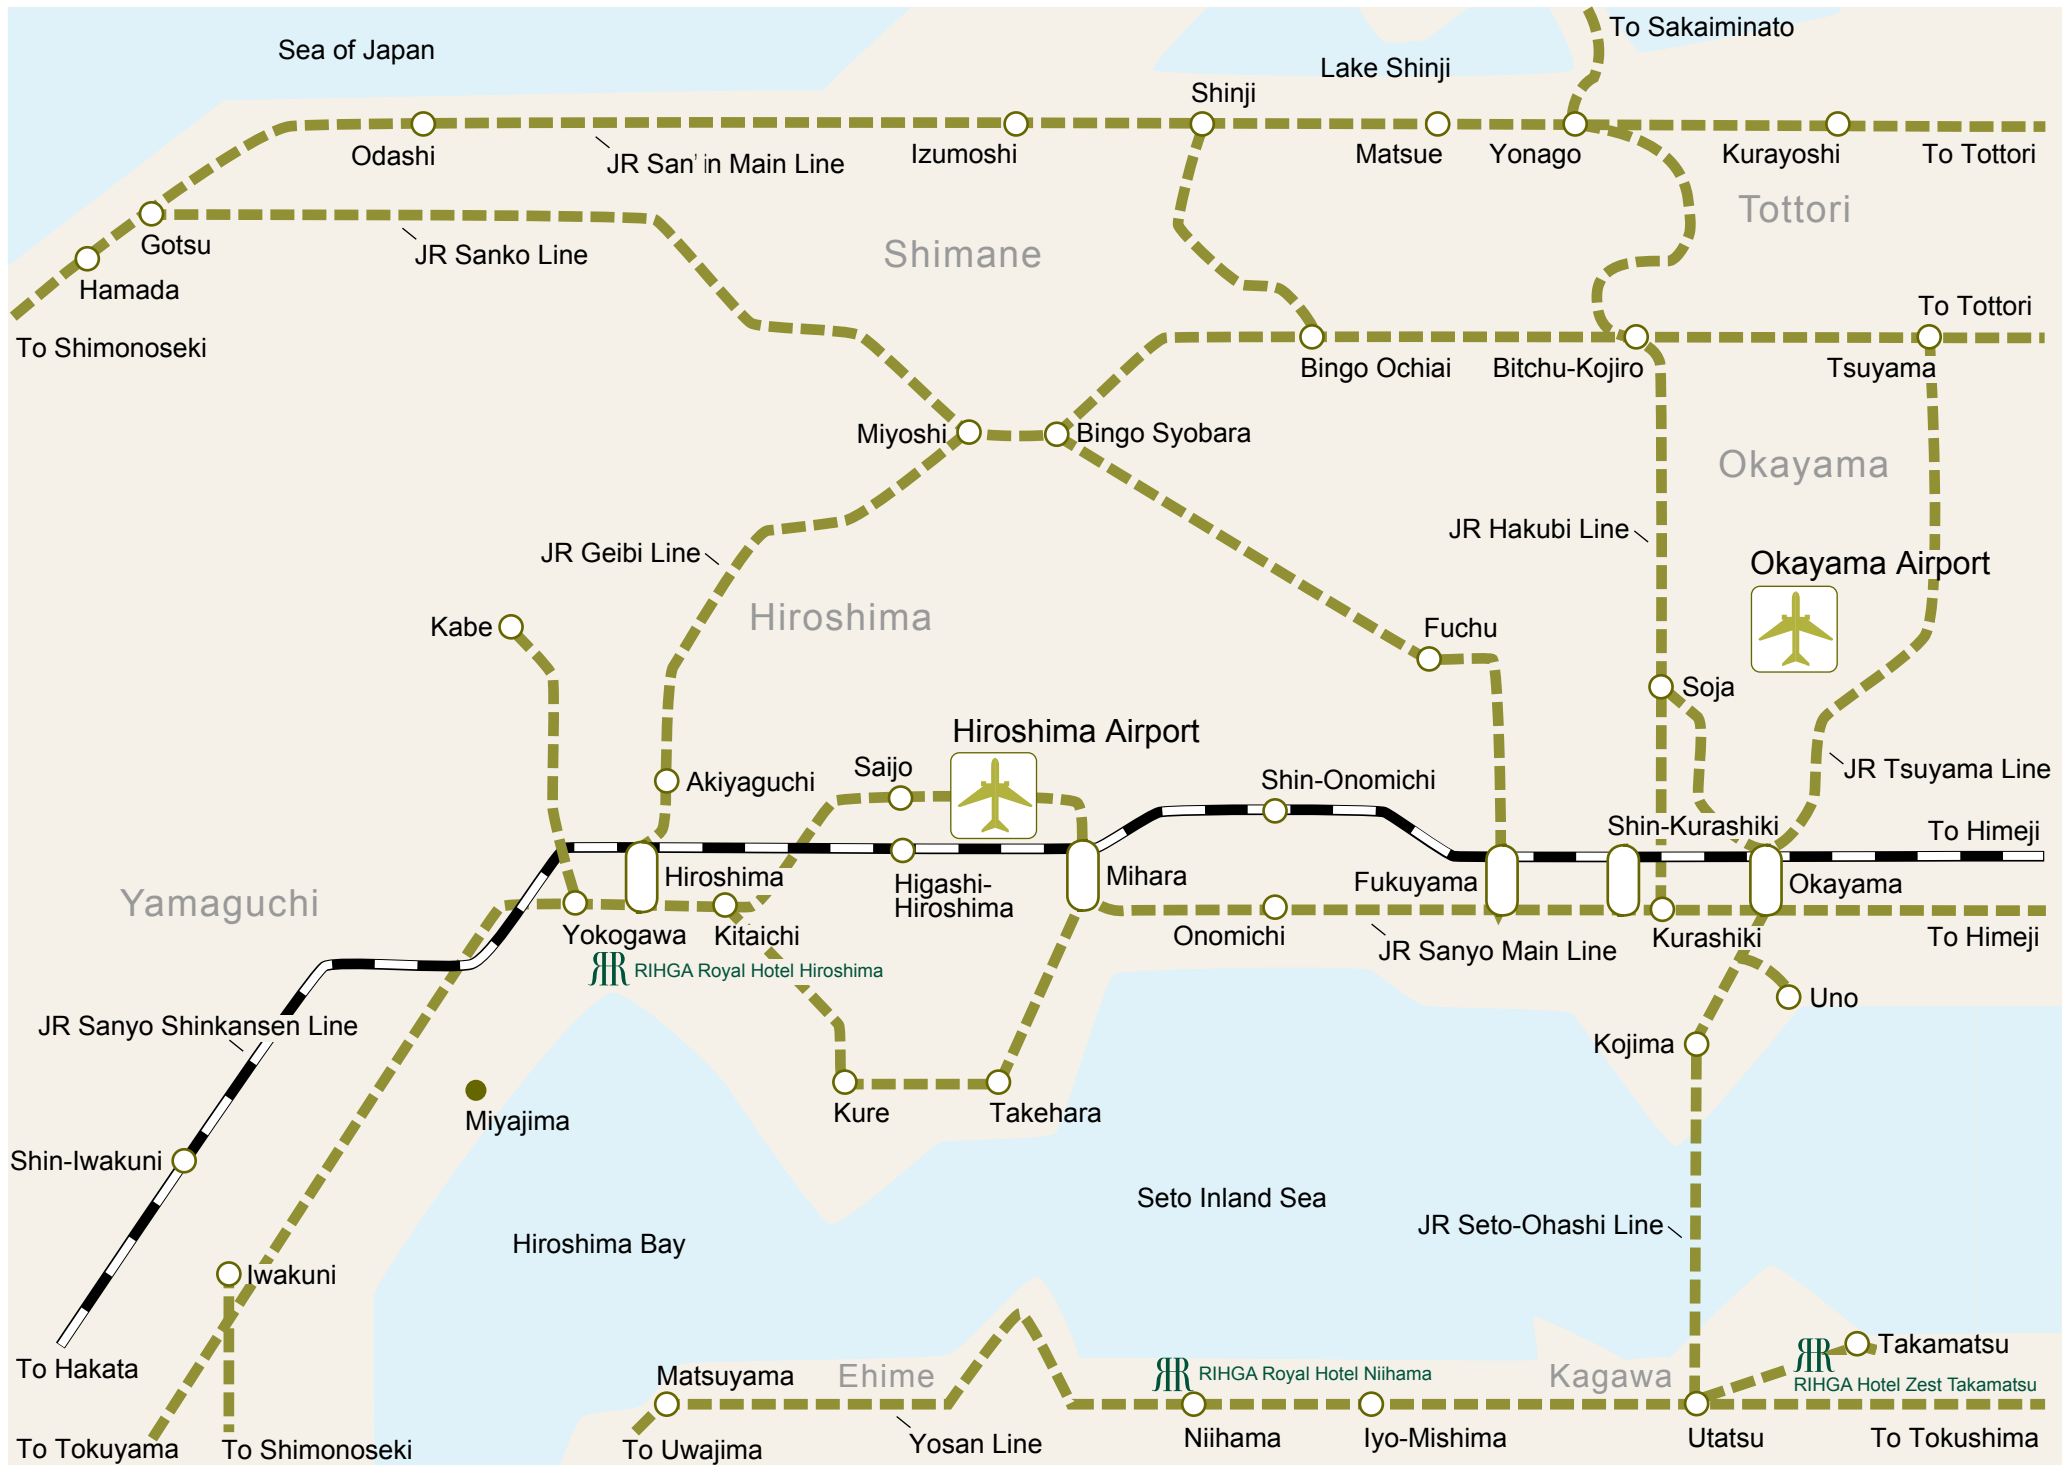 To Sakaiminato
Sea of Japan
Lake Shinji
Shinji
Odashi
JR San'in Main Line
Izumoshi
Matsue
Yonago
Kurayoshi
To Tottori
Tottori
Gotsu
JR Sanko Line
Shimane
Hamada
To Tottori
To Shimonoseki
Bingo Ochiai
Bitchu-Kojiro
Tsuyama
Miyoshi
Bingo Syobara
Okayama
JR Hakubi Line
JR Geibi Line
Okayama Airport
Hiroshima
Kabe
Fuchu
Soja
Hiroshima Airport
Saijo
Akiyaguchi
Shin-Onomichi
JR Tsuyama Line
Shin-Kurashiki
To Himeji
Hiroshima
Higashi-
Hiroshima
Mihara
Fukuyama
Okayama
Yamaguchi
Yokogawa
Kitaichi
Onomichi
JR Sanyo Main Line
Kurashiki
To Himeji
RIHGA Royal Hotel Hiroshima
Uno
JR Sanyo Shinkansen Line
Kojima
Miyajima
Kure
Takehara
Shin-Iwakuni
Seto Inland Sea
JR Seto-Ohashi Line
Hiroshima Bay
Iwakuni
Takamatsu
To Hakata
Matsuyama
Ehime
RIHGA Royal Hotel Niihama
Kagawa
RIHGA Hotel Zest Takamatsu
To Tokuyama
To Shimonoseki
To Uwajima
Yosan Line
Niihama
Iyo-Mishima
Utatsu
To Tokushima